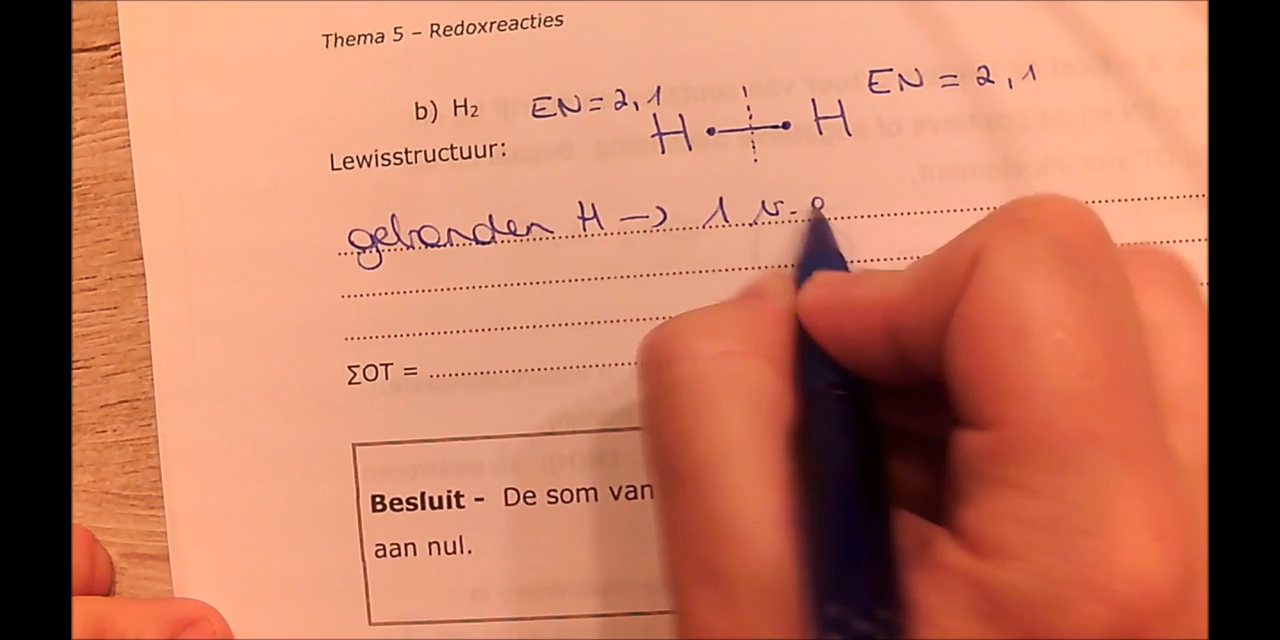 Thema 5 – Redoxreacties
b) H₂ EN = 2,1 H H EN = 2,1
Lewisstructuur:
gebonden H → 1 v.e
ΣOT =
Besluit - De som van
aan nul.